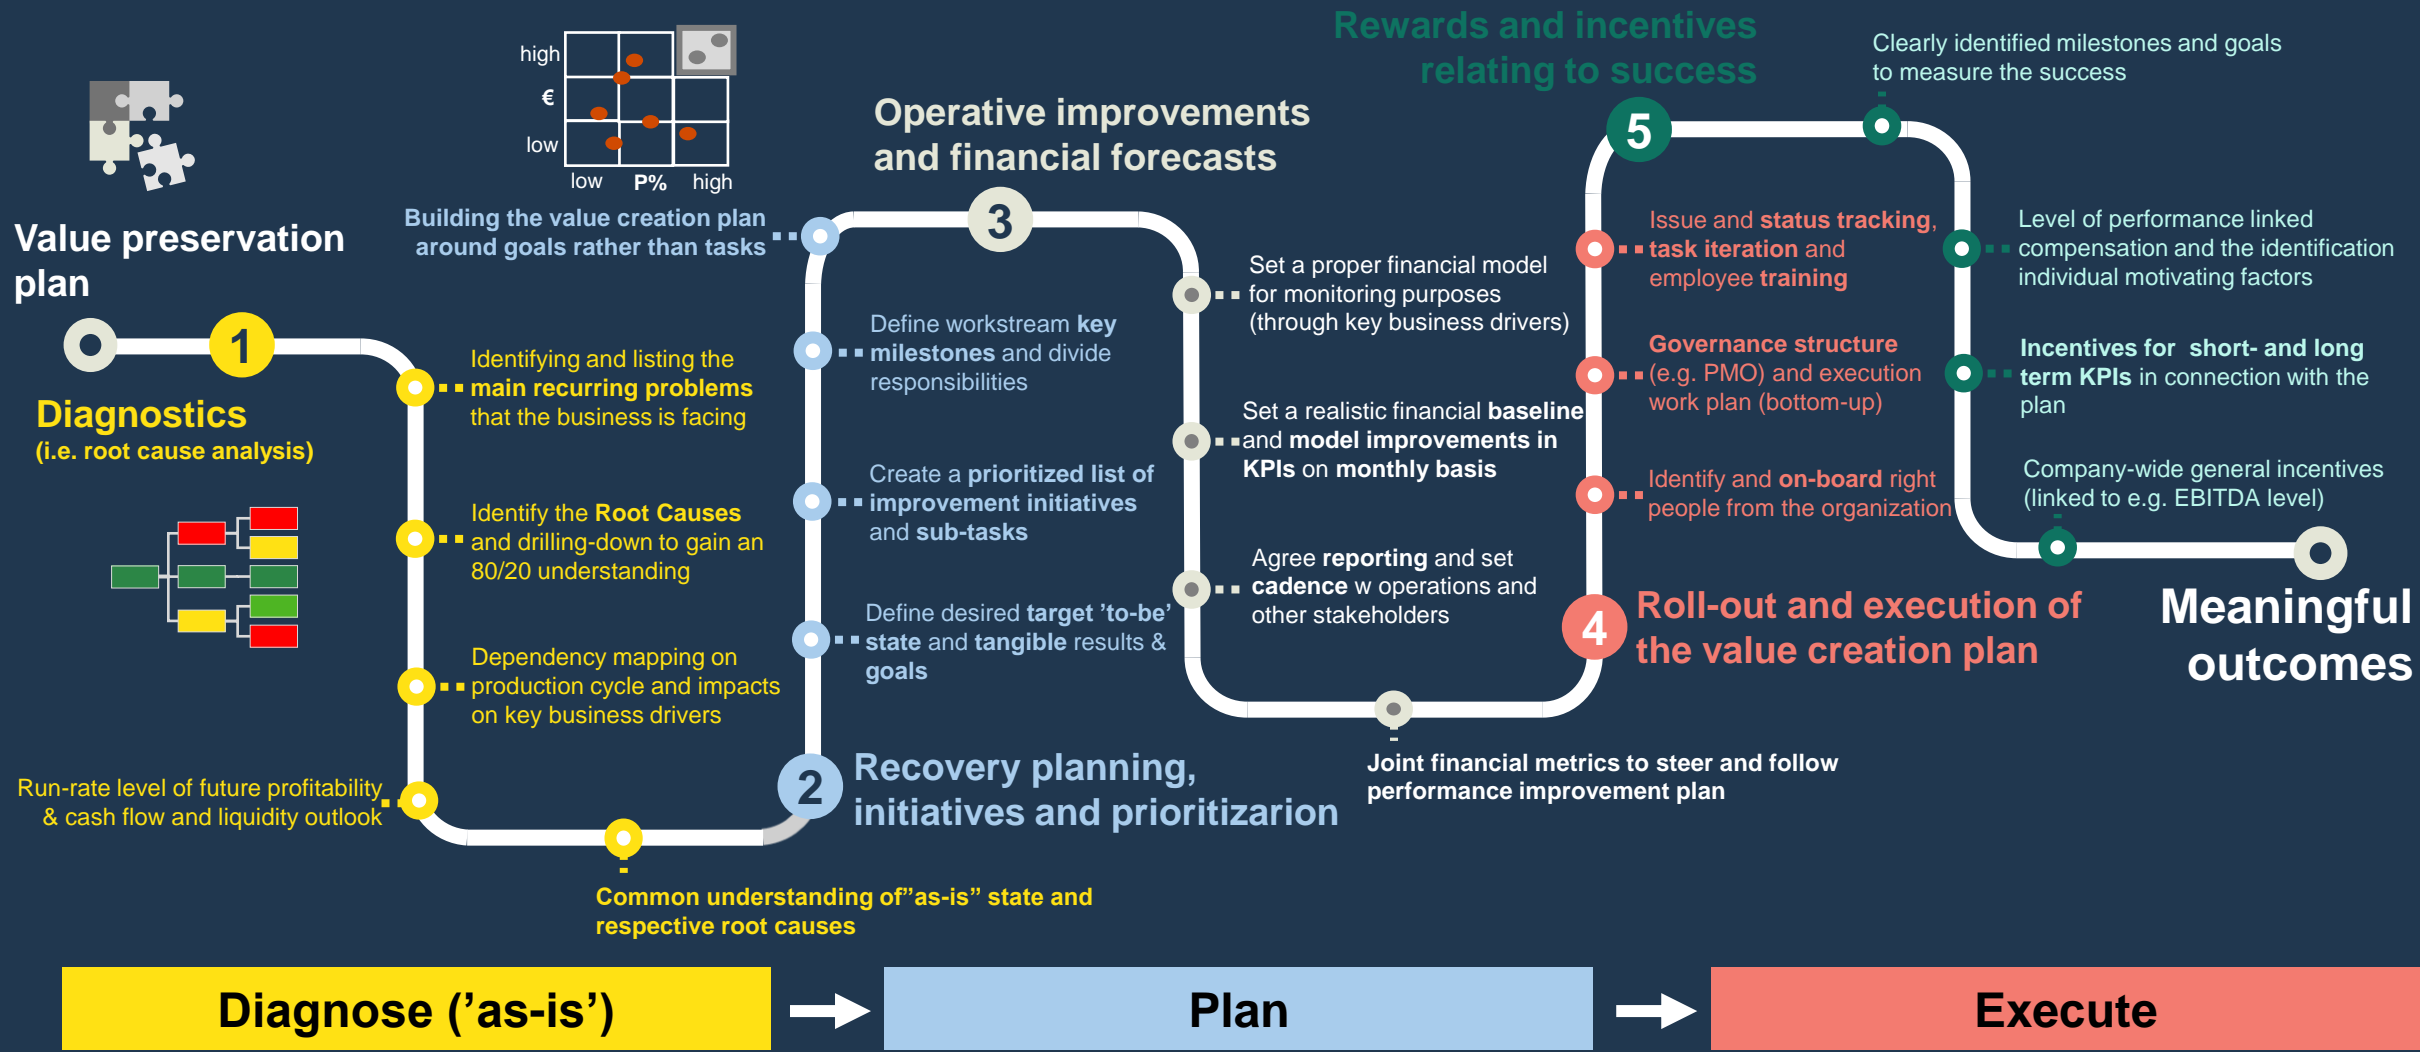 Value preservation
plan
1
Diagnostics
(i.e. root cause analysis)
Identifying and listing the
main recurring problems
that the business is facing
Identify the Root Causes
and drilling-down to gain an
80/20 understanding
Dependency mapping on
production cycle and impacts
on key business drivers
Run-rate level of future profitability
& cash flow and liquidity outlook
Common understanding of”as-is” state and
respective root causes
2
Recovery planning,
initiatives and prioritizarion
Define desired target ’to-be’
state and tangible results &
goals
Create a prioritized list of
improvement initiatives
and sub-tasks
Define workstream key
milestones and divide
responsibilities
Building the value creation plan
around goals rather than tasks
high
€
low
low P% high
3
Operative improvements
and financial forecasts
Set a proper financial model
for monitoring purposes
(through key business drivers)
Set a realistic financial baseline
and model improvements in
KPIs on monthly basis
Agree reporting and set
cadence w operations and
other stakeholders
Joint financial metrics to steer and follow
performance improvement plan
4
Roll-out and execution of
the value creation plan
Identify and on-board right
people from the organization
Governance structure
(e.g. PMO) and execution
work plan (bottom-up)
Issue and status tracking,
task iteration and
employee training
5
Rewards and incentives
relating to success
Clearly identified milestones and goals
to measure the success
Level of performance linked
compensation and the identification
individual motivating factors
Incentives for short- and long
term KPIs in connection with the
plan
Company-wide general incentives
(linked to e.g. EBITDA level)
Meaningful
outcomes
Diagnose (’as-is’)
Plan
Execute